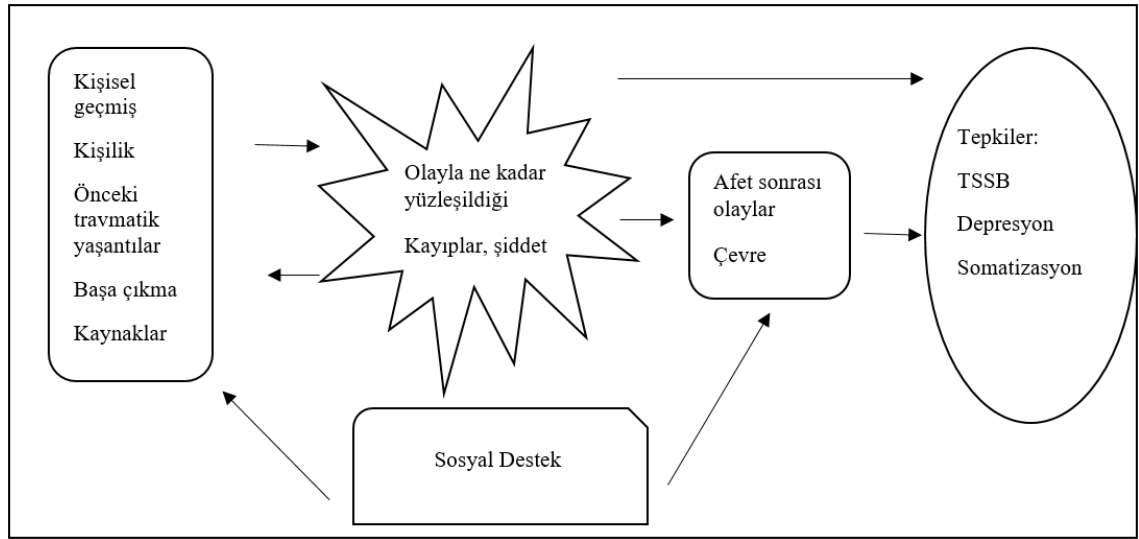 Kişisel
geçmiş
Kişilik
Önceki
travmatik
yaşantılar
Başa çıkma
Kaynaklar
Olayla ne kadar
yüzleşildiği
Kayıplar, şiddet
Afet sonrası
olaylar
Çevre
Tepkiler:
TSSB
Depresyon
Somatizasyon
Sosyal Destek